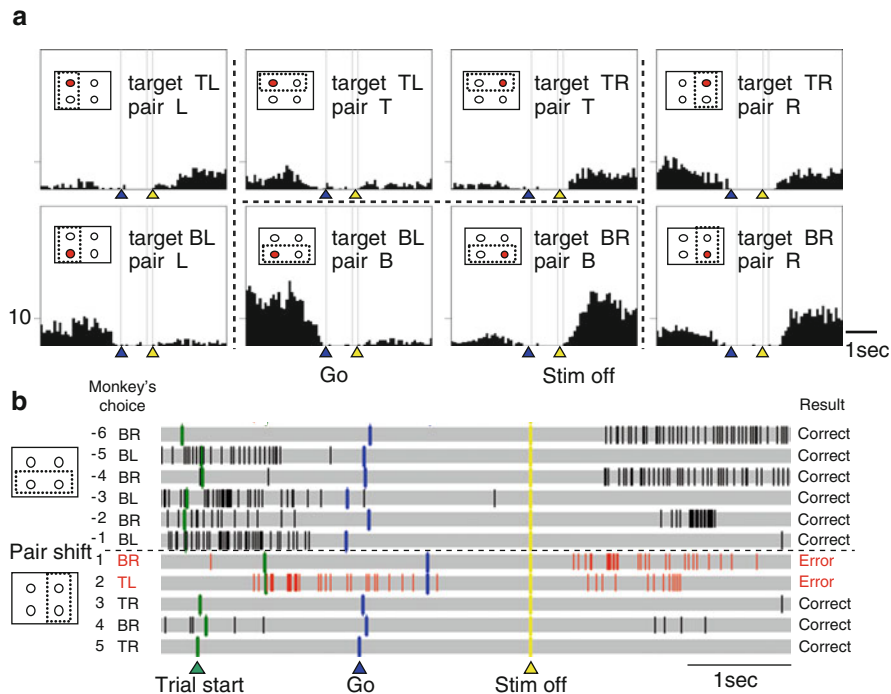 a
target TL
pair L
target TL
pair T
target TR
pair T
target TR
pair R
target BL
pair L
target BL
pair B
target BR
pair B
target BR
pair R
10
Go
Stim off
1sec
b
Monkey's
choice
Result
-6 BR Correct
-5 BL Correct
-4 BR Correct
-3 BL Correct
-2 BR Correct
-1 BL Correct
Pair shift
1 BR Error
2 TL Error
3 TR Correct
4 BR Correct
5 TR Correct
Trial start
Go
Stim off
1sec